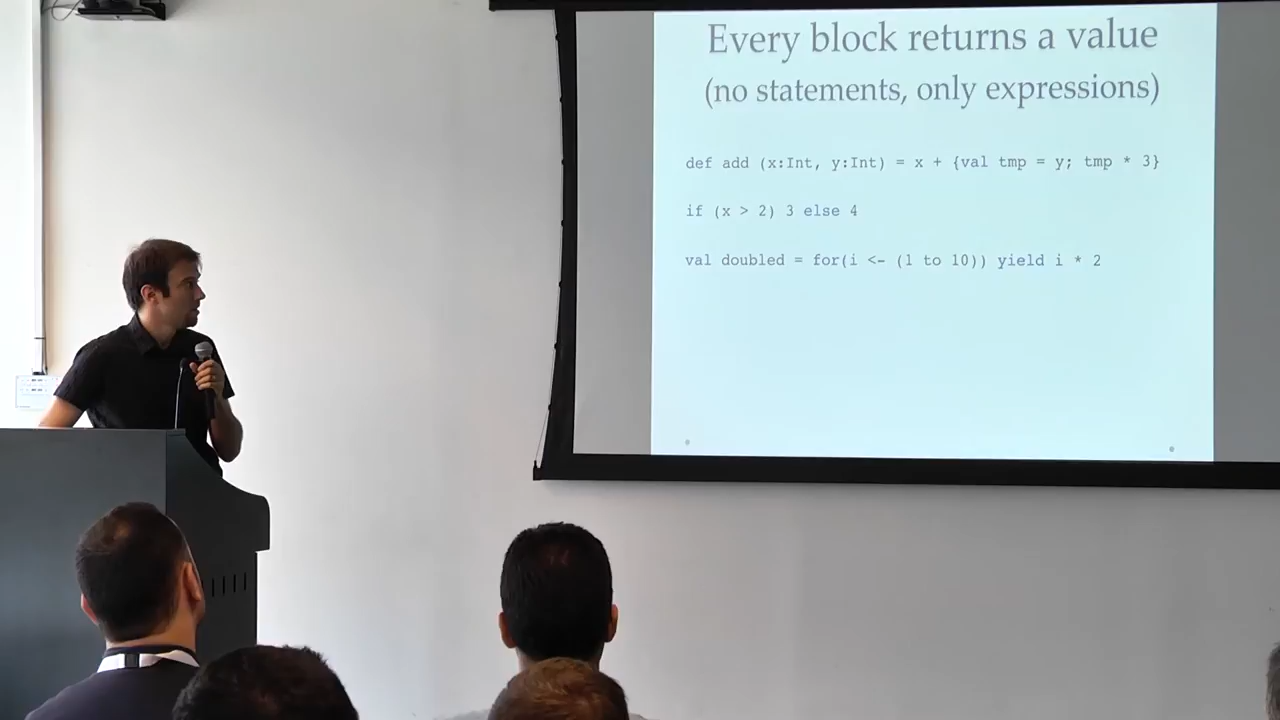 Every block returns a value
(no statements, only expressions)
def add (x:Int, y:Int) = x + {val tmp = y; tmp * 3}
if (x > 2) 3 else 4
val doubled = for(i <- (1 to 10)) yield i * 2